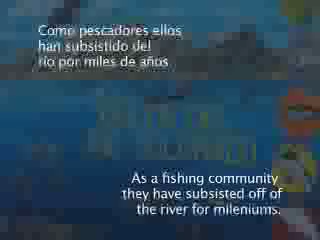 Como pescadores ellos
han subsistido del
río por miles de años.
As a fishing community
they have subsisted off of
the river for mileniums.